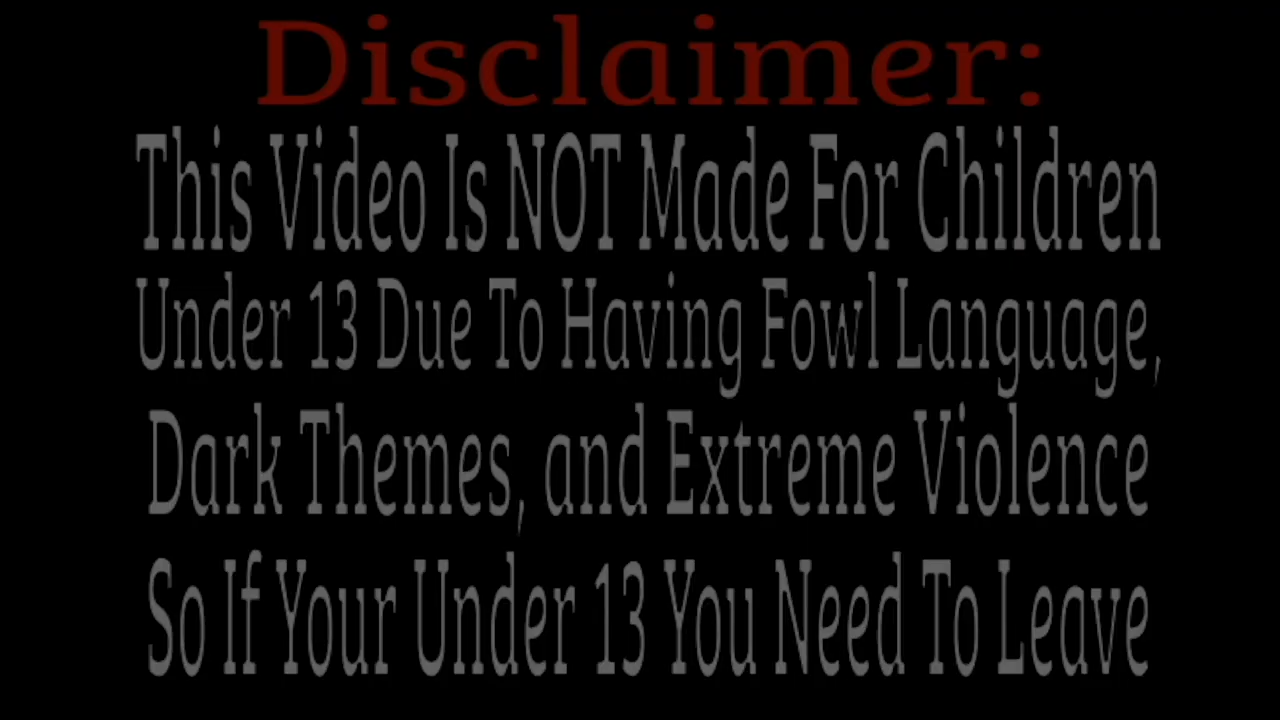 Disclaimer:
This Video Is NOT Made For Children
Under 13 Due To Having Fowl Language,
Dark Themes, and Extreme Violence
So If Your Under 13 You Need To Leave